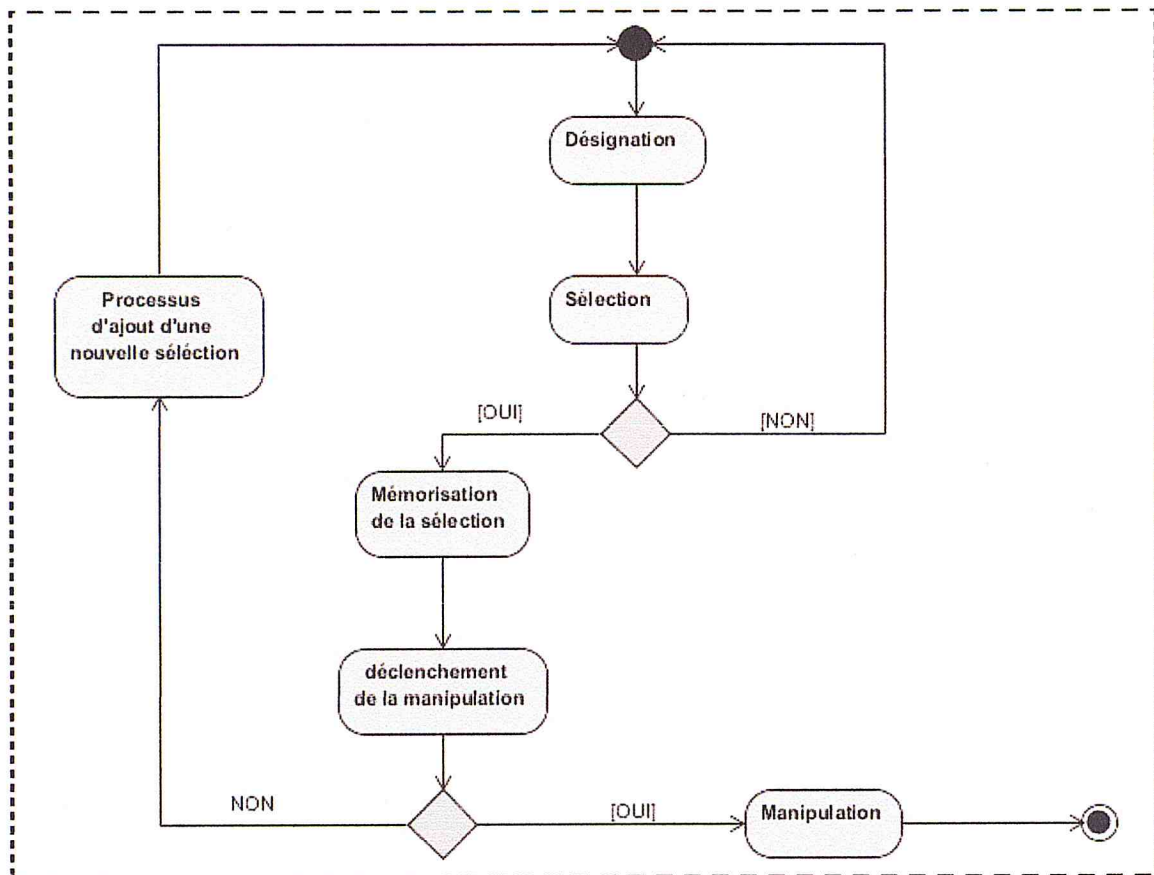 Désignation
Sélection
[OUI]
[NON]
Mémorisation
de la sélection
déclenchement
de la manipulation
NON
[OUI]
Manipulation
Processus
d'ajout d'une
nouvelle séléction